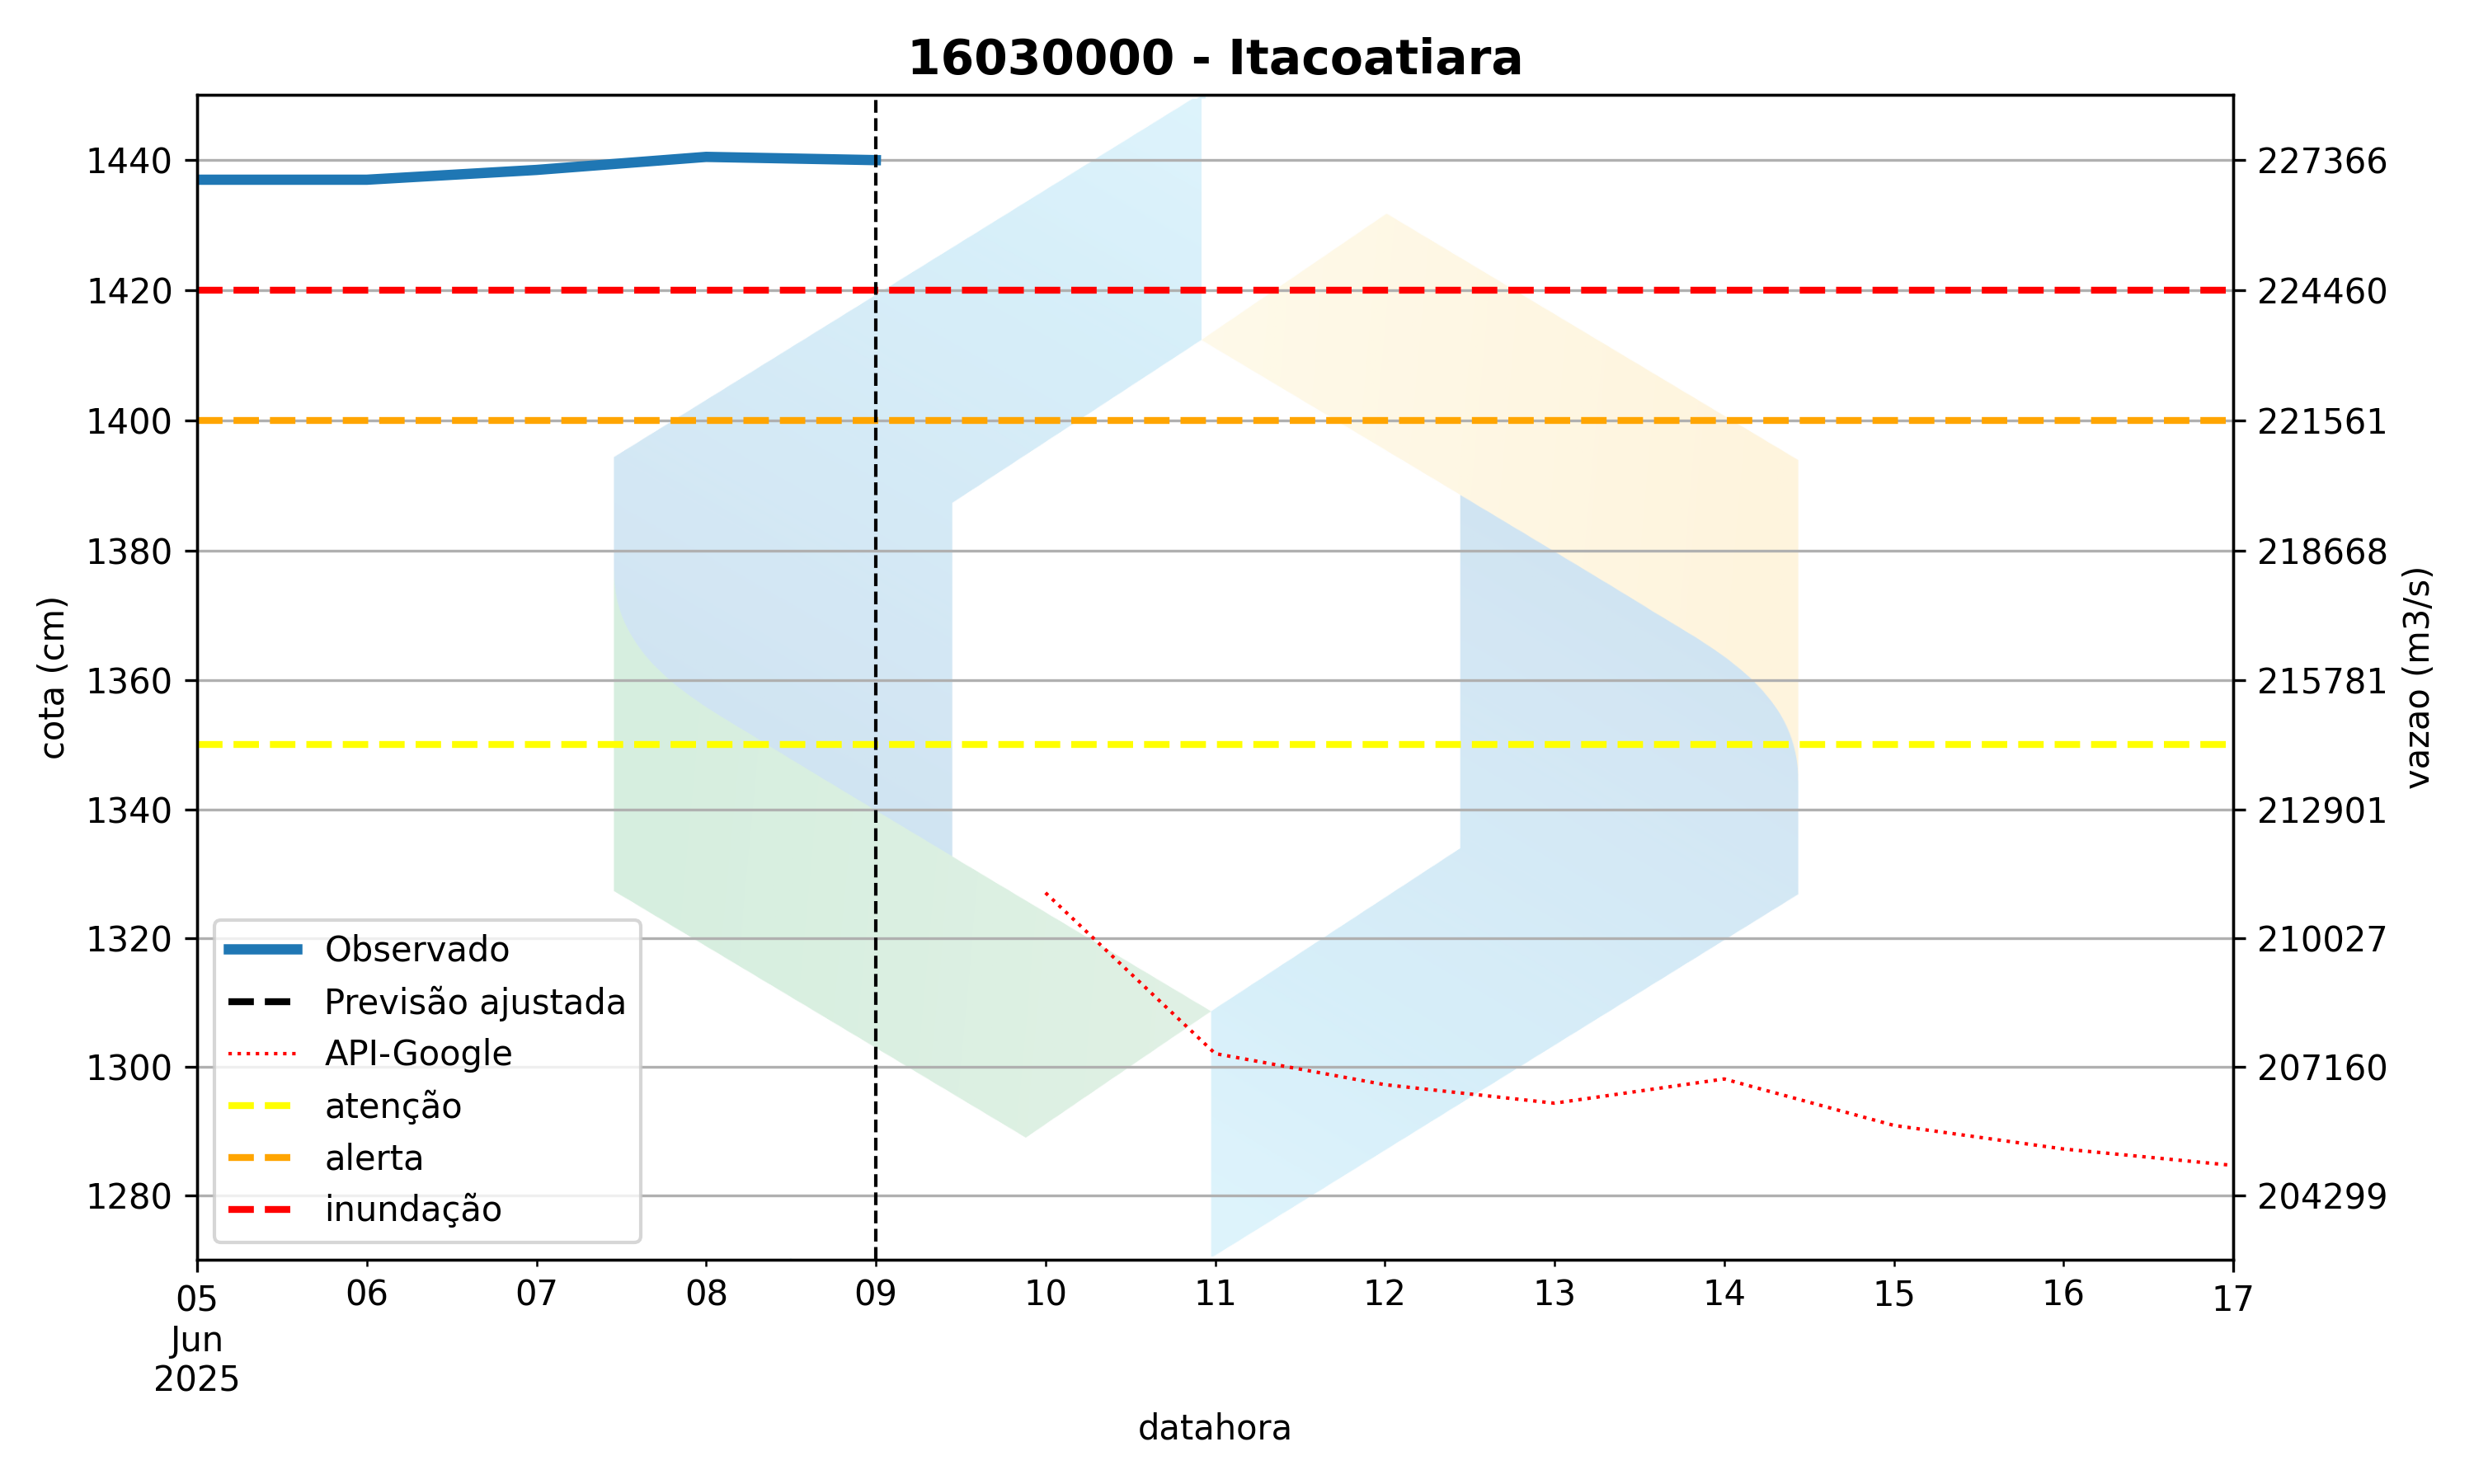 16030000 - Itacoatiara
1440
1420
1400
1380
1360
1340
1320
1300
1280
cota (cm)
227366
224460
221561
218668
215781
212901
210027
207160
204299
vazao (m3/s)
Observado
Previsão ajustada
API-Google
atenção
alerta
inundação
05 06 07 08 09 10 11 12 13 14 15 16 17
Jun
2025
datahora